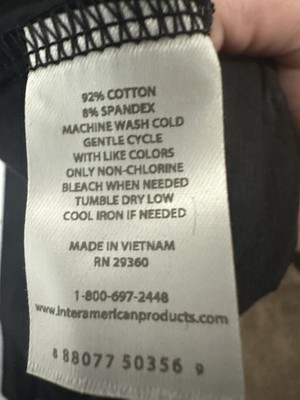 92% COTTON
8% SPANDEX
MACHINE WASH COLD
GENTLE CYCLE
WITH LIKE COLORS
ONLY NON-CHLORINE
BLEACH WHEN NEEDED
TUMBLE DRY LOW
COOL IRON IF NEEDED
MADE IN VIETNAM
RN 29360
1-800-697-2448
www.interamericanproducts.com
8 88077 50356 9